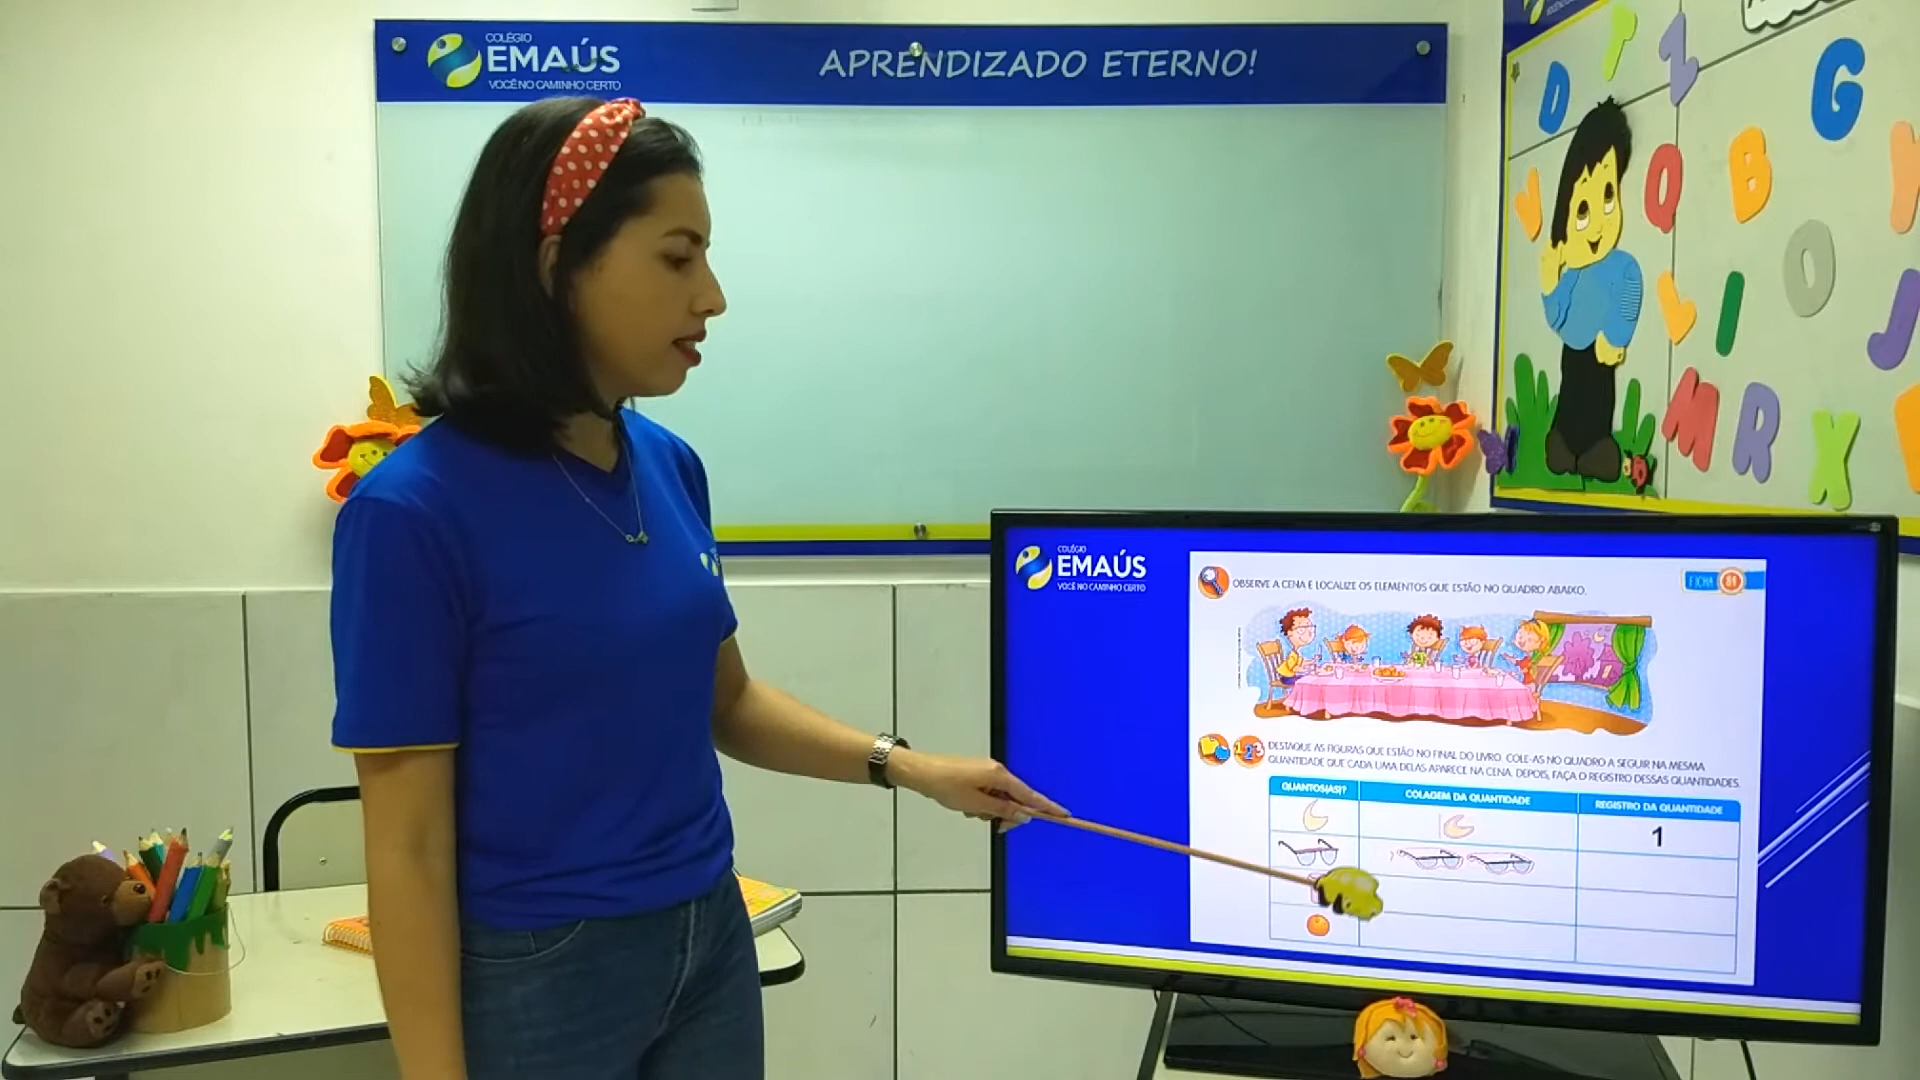 COLÉGIO
EMAÚS
VOCÊ NO CAMINHO CERTO
APRENDIZADO ETERNO!
D
T
Z
G
V
Q
B
Y
L
I
O
J
M
R
X
COLÉGIO
EMAÚS
VOCÊ NO CAMINHO CERTO
OBSERVE A CENA E LOCALIZE OS ELEMENTOS QUE ESTÃO NO QUADRO ABAIXO.
FICHA 81
123
DESTAQUE AS FIGURAS QUE ESTÃO NO FINAL DO LIVRO. COLE-AS NO QUADRO A SEGUIR NA MESMA
QUANTIDADE QUE CADA UMA DELAS APARECE NA CENA. DEPOIS, FAÇA O REGISTRO DESSAS QUANTIDADES.
QUANTOS(AS)?
COLAGEM DA QUANTIDADE
REGISTRO DA QUANTIDADE
1